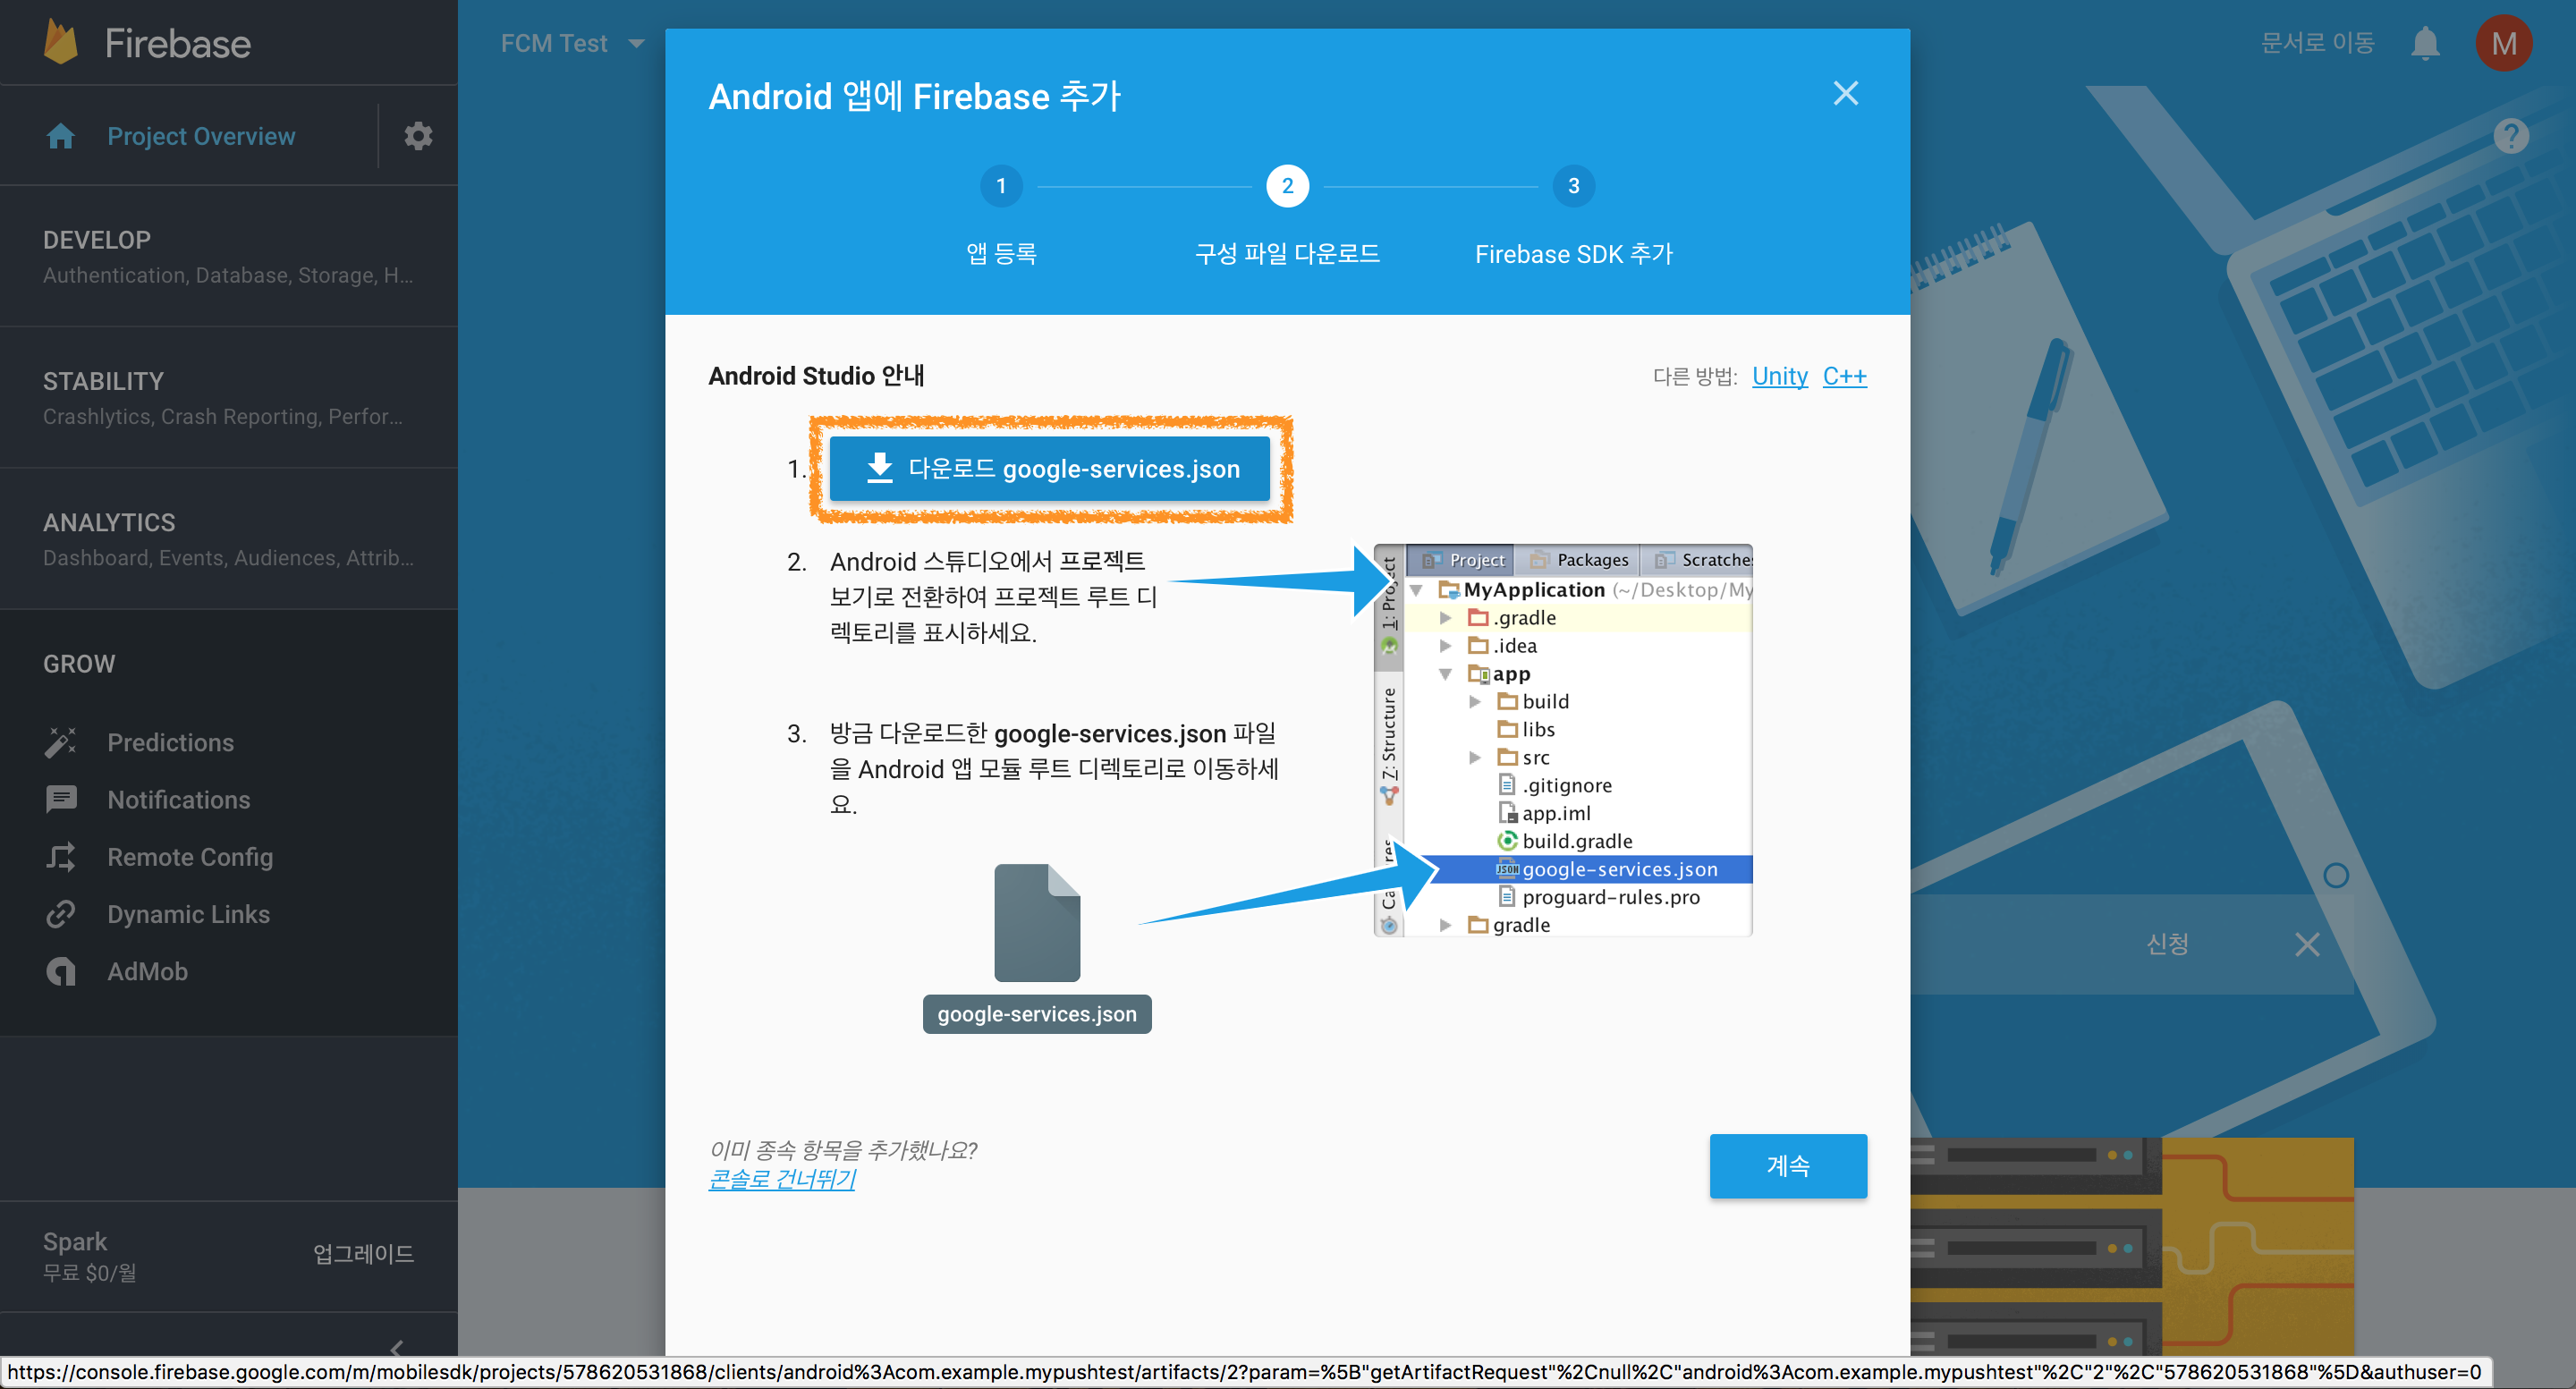 Firebase
FCM Test
문서로 이동
M
Project Overview
?
DEVELOP
Authentication, Database, Storage, H...
STABILITY
Crashlytics, Crash Reporting, Perfor...
ANALYTICS
Dashboard, Events, Audiences, Attrib...
GROW
Predictions
Notifications
Remote Config
Dynamic Links
AdMob
Spark
무료 $0/월
업그레이드
Android 앱에 Firebase 추가
1
2
3
앱 등록
구성 파일 다운로드
Firebase SDK 추가
Android Studio 안내
다른 방법: Unity C++
1. 다운로드 google-services.json
2. Android 스튜디오에서 프로젝트
보기로 전환하여 프로젝트 루트 디
렉토리를 표시하세요.
3. 방금 다운로드한 google-services.json 파일
을 Android 앱 모듈 루트 디렉토리로 이동하세
요.
google-services.json
1: Project
7: Structure
Project
Packages
Scratches
MyApplication (~/Desktop/My
.gradle
.idea
app
build
libs
src
.gitignore
app.iml
build.gradle
JSON google-services.json
proguard-rules.pro
gradle
신청
이미 종속 항목을 추가했나요?
콘솔로 건너뛰기
계속
https://console.firebase.google.com/m/mobilesdk/projects/578620531868/clients/android%3Acom.example.mypushtest/artifacts/2?param=%5B"getArtifactRequest"%2Cnull%2C"android%3Acom.example.mypushtest"%2C"2"%2C"578620531868"%5D&authuser=0